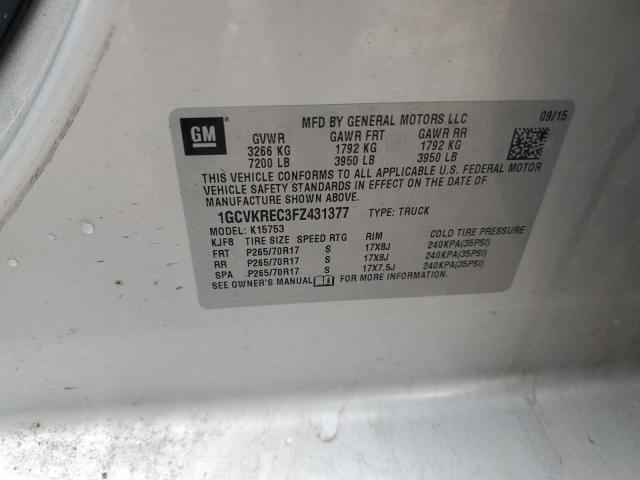 GM
MFD BY GENERAL MOTORS LLC 09/15
GVWR GAWR FRT GAWR RR
3266 KG 1792 KG 1792 KG
7200 LB 3950 LB 3950 LB
THIS VEHICLE CONFORMS TO ALL APPLICABLE U.S. FEDERAL MOTOR
VEHICLE SAFETY STANDARDS IN EFFECT ON THE DATE OF
MANUFACTURE SHOWN ABOVE.
1GCVKREC3FZ431377 TYPE: TRUCK
MODEL: K15753
KJF8 TIRE SIZE SPEED RTG RIM COLD TIRE PRESSURE
FRT P265/70R17 S 17X8J 240KPA(35PSI)
RR P265/70R17 S 17X8J 240KPA(35PSI)
SPA P265/70R17 S 17X7.5J 240KPA(35PSI)
SEE OWNER'S MANUAL FOR MORE INFORMATION.